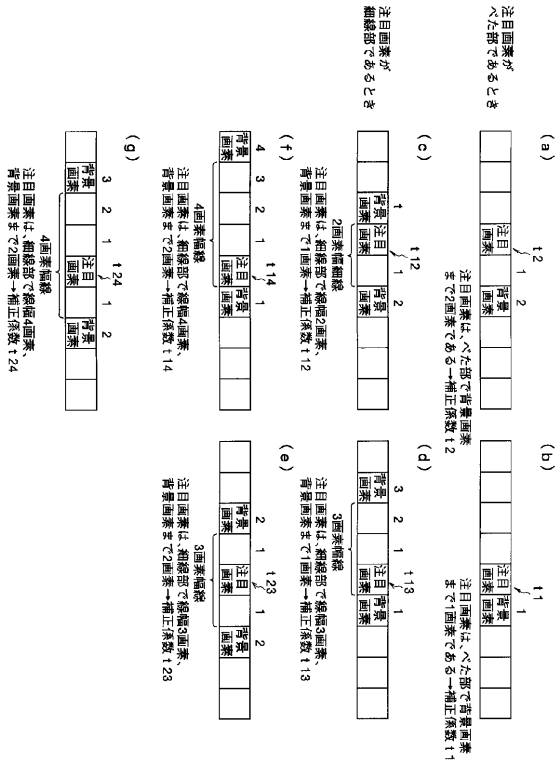 注目画素が
べた部であるとき
(a)
t2
1 2
注目 背景
画素 画素
注目画素は、べた部で背景画素
まで2画素である→補正係数t2
(b)
t1
1
注目 背景
画素 画素
注目画素は、べた部で背景画素
まで1画素である→補正係数t1
注目画素が
細線部であるとき
(c)
t12
t 1 2
背景 注目 背景
画素 画素 画素
2画素幅細線
注目画素は、細線部で線幅2画素、
背景画素まで1画素→補正係数t12
(d)
t13
3 2 1 1
背景 注目 背景
画素 画素 画素
3画素幅線
注目画素は、細線部で線幅3画素、
背景画素まで1画素→補正係数t13
(f)
t14
4 3 2 1 1
背景 注目 背景
画素 画素 画素
4画素幅線
注目画素は、細線部で線幅4画素、
背景画素まで2画素→補正係数t14
(e)
t23
2 1 1 2
背景 注目 背景
画素 画素 画素
3画素幅線
注目画素は、細線部で線幅3画素、
背景画素まで2画素→補正係数t23
(g)
t24
3 2 1 1 2
背景 注目 背景
画素 画素 画素
4画素幅線
注目画素は、細線部で線幅4画素、
背景画素まで2画素→補正係数t24